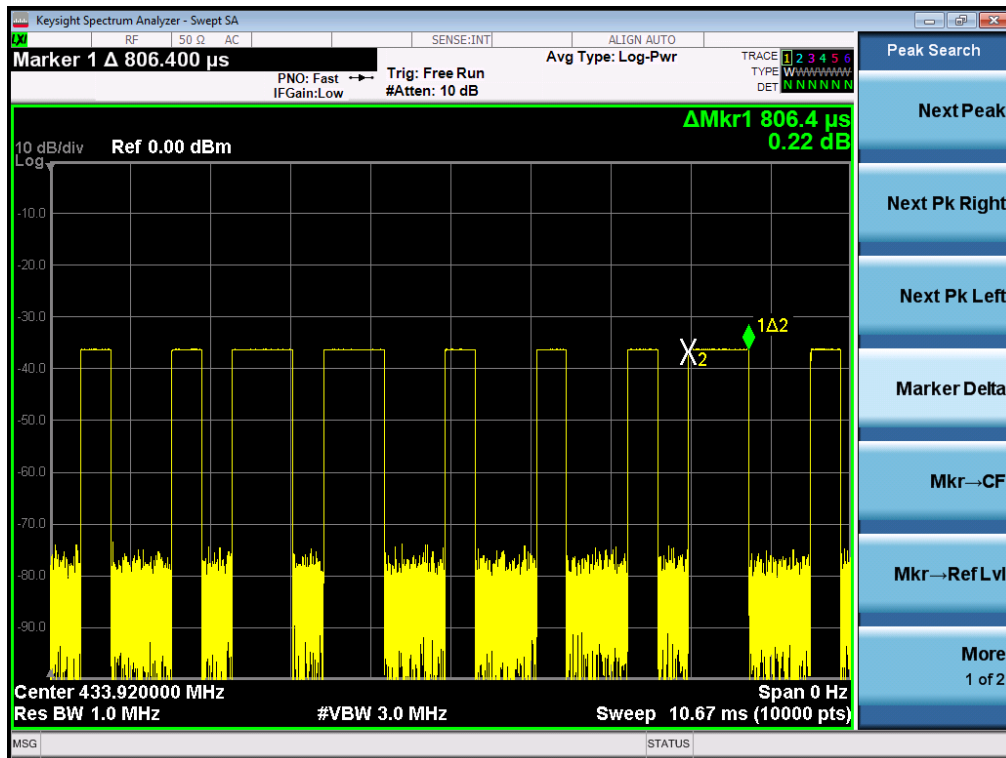 Keysight Spectrum Analyzer - Swept SA
LXI RF 50 Ω AC SENSE:INT ALIGN AUTO
Marker 1 Δ 806.400 µs
PNO: Fast
IFGain:Low
Trig: Free Run
#Atten: 10 dB
Avg Type: Log-Pwr
TRACE 1 2 3 4 5 6
TYPE W
DET N N N N N N
ΔMkr1 806.4 µs
0.22 dB
10 dB/div Ref 0.00 dBm
Log
-10.0
-20.0
-30.0
1Δ2
2
-40.0
-50.0
-60.0
-70.0
-80.0
-90.0
Center 433.920000 MHz Span 0 Hz
Res BW 1.0 MHz #VBW 3.0 MHz Sweep 10.67 ms (10000 pts)
MSG STATUS
Peak Search
Next Peak
Next Pk Right
Next Pk Left
Marker Delta
Mkr→CF
Mkr→Ref Lvl
More
1 of 2